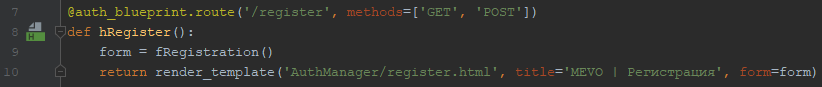 7 @auth_blueprint.route('/register', methods=['GET', 'POST'])
8 def hRegister():
9 form = fRegistration()
10 return render_template('AuthManager/register.html', title='MEVO | Регистрация', form=form)